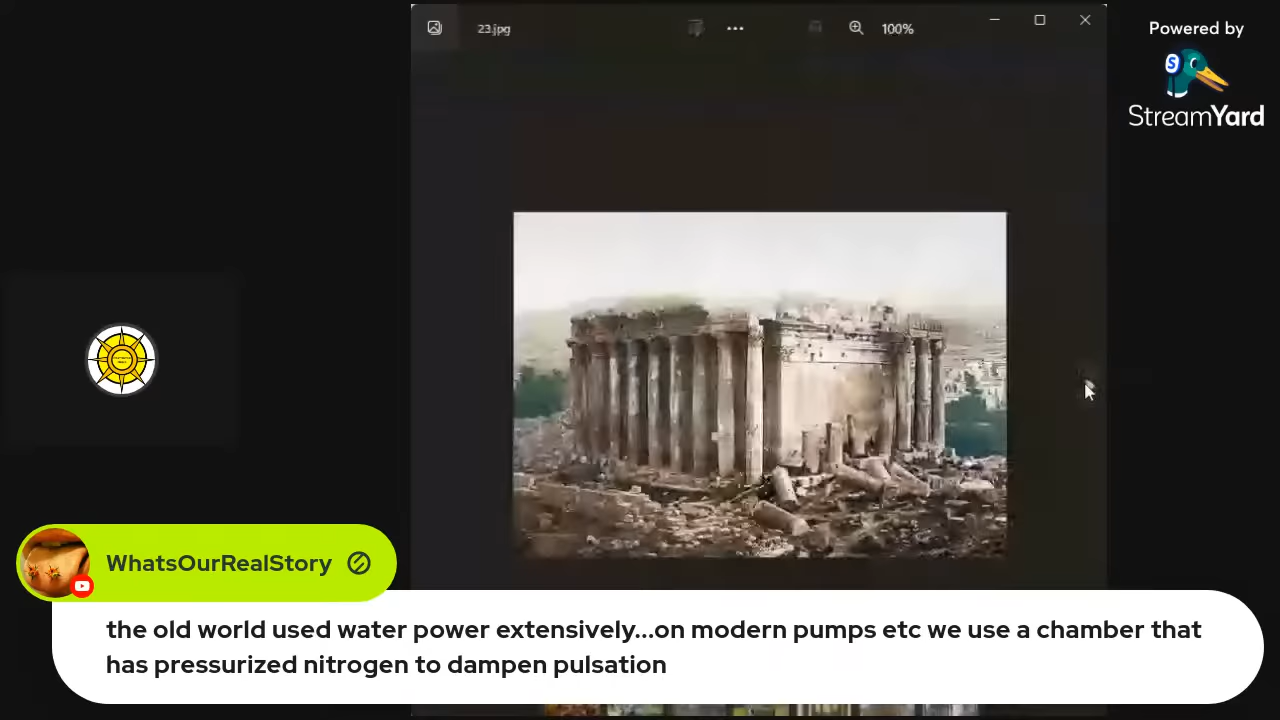 23.jpg
100%
Powered by
S
StreamYard
WhatsOurRealStory
the old world used water power extensively...on modern pumps etc we use a chamber that
has pressurized nitrogen to dampen pulsation